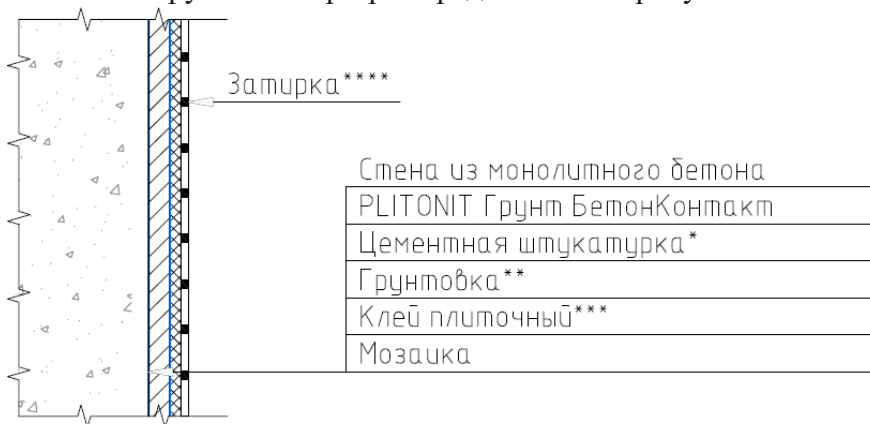 Затирка****
Стена из монолитного бетона
PLITONIT Грунт БетонКонтакт
Цементная штукатурка*
Грунтовка**
Клей плиточный***
Мозаика